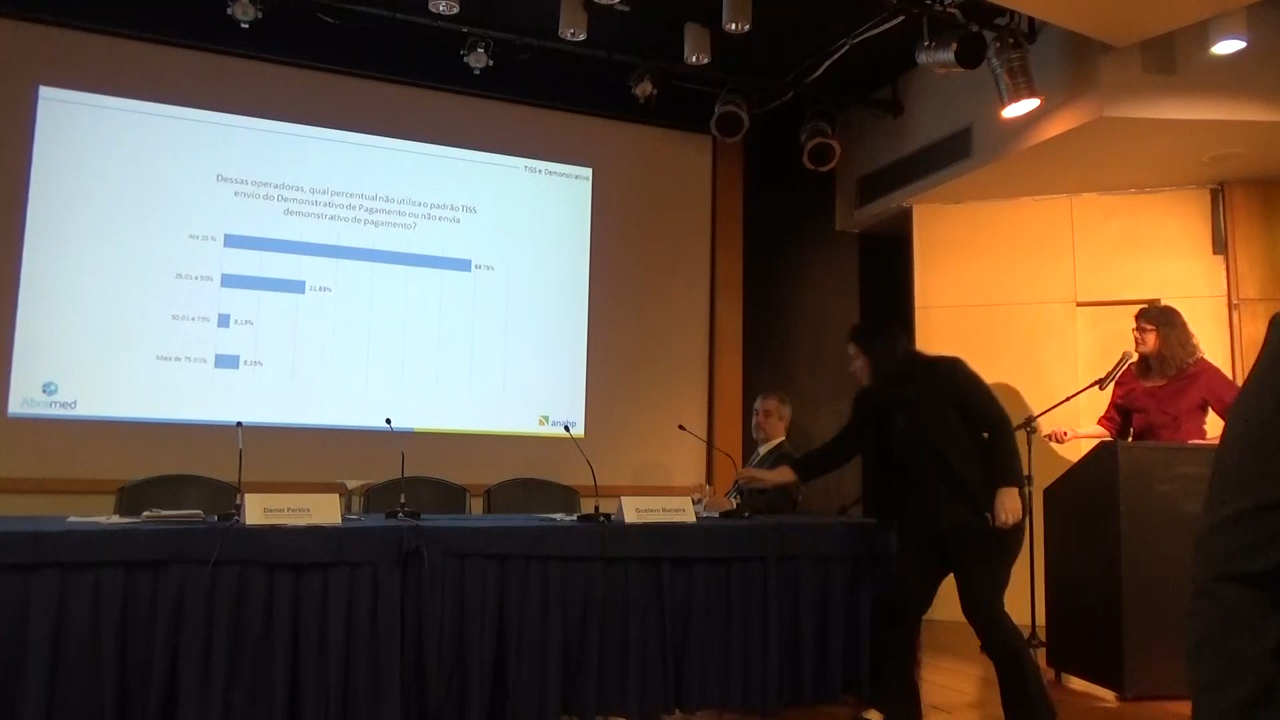 TISS e Demonstrativo
Dessas operadoras, qual percentual não utiliza o padrão TISS
envio do Demonstrativo de Pagamento ou não envia
demonstrativo de pagamento?
Até 25 %
68,75%
25,01 a 50%
21,88%
50,01 a 75%
3,13%
Mais de 75,01%
6,25%
Abramed
anahp
Daniel Pereira
Gustavo Macieira